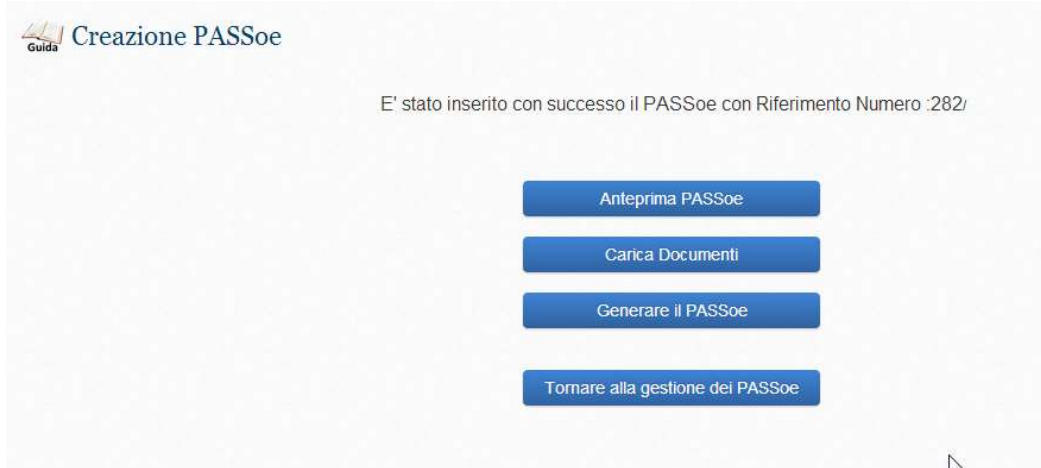 Guida
Creazione PASSoe
E' stato inserito con successo il PASSoe con Riferimento Numero :282/
Anteprima PASSoe
Carica Documenti
Generare il PASSoe
Tornare alla gestione dei PASSoe